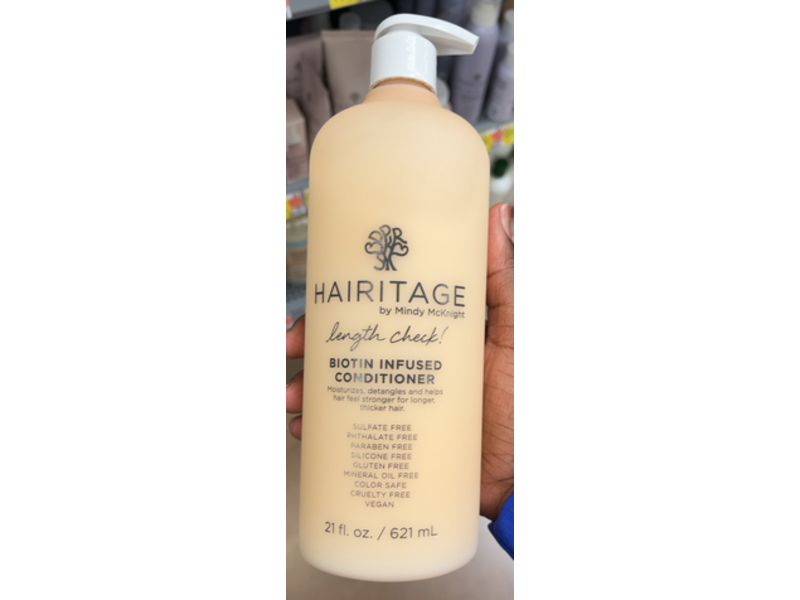 HAIRITAGE
by Mindy McKnight
length check!
BIOTIN INFUSED
CONDITIONER
Moisturizes, detangles and helps
hair feel stronger for longer,
thicker hair.
SULFATE FREE
PHTHALATE FREE
PARABEN FREE
SILICONE FREE
GLUTEN FREE
MINERAL OIL FREE
COLOR SAFE
CRUELTY FREE
VEGAN
21 fl. oz. / 621 mL